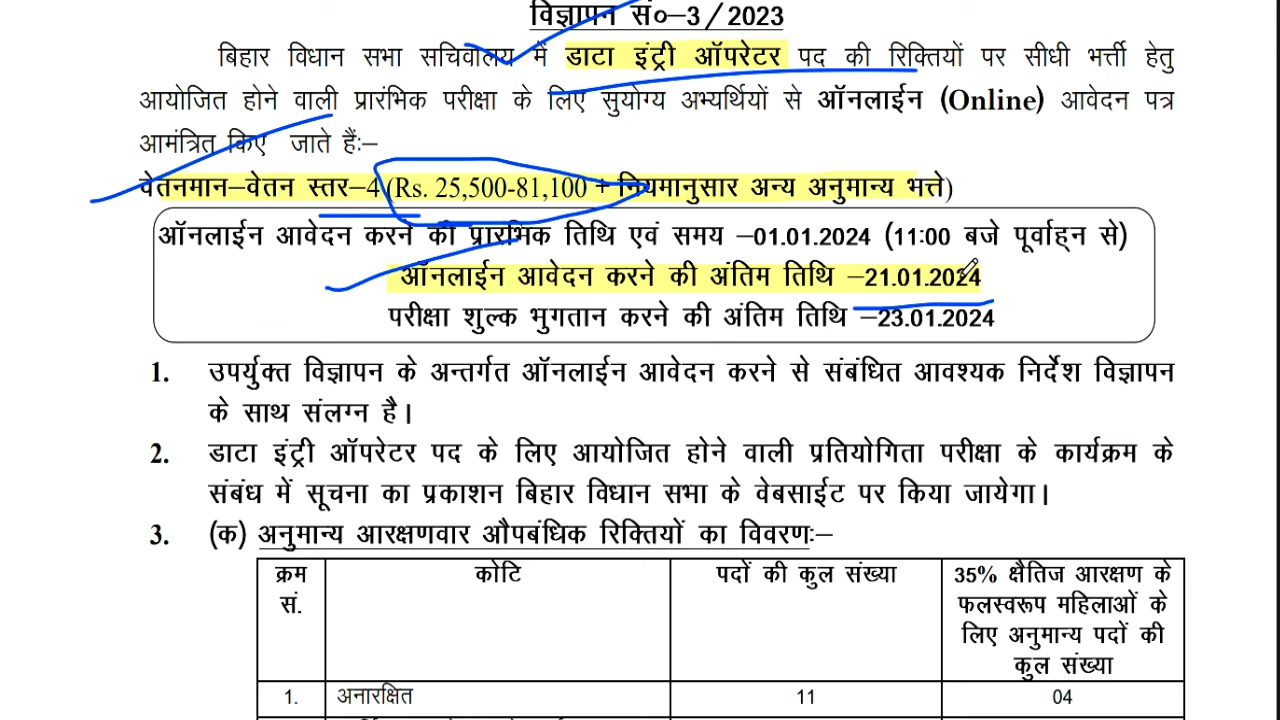 विज्ञापन सं०–3/2023
बिहार विधान सभा सचिवालय में डाटा इंट्री ऑपरेटर पद की रिक्तियों पर सीधी भर्त्ती हेतु
आयोजित होने वाली प्रारंभिक परीक्षा के लिए सुयोग्य अभ्यर्थियों से ऑनलाईन (Online) आवेदन पत्र
आमंत्रित किए जाते हैंः–
वेतनमान–वेतन स्तर–4 (Rs. 25,500-81,100 + नियमानुसार अन्य अनुमान्य भत्ते)
ऑनलाईन आवेदन करने की प्रारंभिक तिथि एवं समय –01.01.2024 (11:00 बजे पूर्वाह्न से)
ऑनलाईन आवेदन करने की अंतिम तिथि –21.01.2024
परीक्षा शुल्क भुगतान करने की अंतिम तिथि –23.01.2024
1. उपर्युक्त विज्ञापन के अन्तर्गत ऑनलाईन आवेदन करने से संबंधित आवश्यक निर्देश विज्ञापन
के साथ संलग्न है।
2. डाटा इंट्री ऑपरेटर पद के लिए आयोजित होने वाली प्रतियोगिता परीक्षा के कार्यक्रम के
संबंध में सूचना का प्रकाशन बिहार विधान सभा के वेबसाईट पर किया जायेगा।
3. (क) अनुमान्य आरक्षणवार औपबंधिक रिक्तियों का विवरणः–
क्रम सं. कोटि पदों की कुल संख्या 35% क्षैतिज आरक्षण के
फलस्वरूप महिलाओं के
लिए अनुमान्य पदों की
कुल संख्या
1. अनारक्षित 11 04